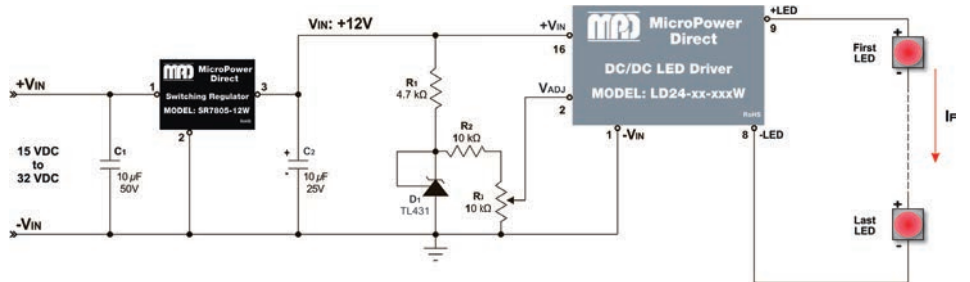 VIN: +12V
+VIN
16
MPD MicroPower
Direct
DC/DC LED Driver
MODEL: LD24-xx-xxxW
RoHS
+LED
9
+
First
LED
-
+VIN
1
MPD MicroPower
Direct
Switching Regulator
MODEL: SR7805-12W
RoHS
3
2
R1
4.7 kΩ
VADJ
2
1
-VIN
8
-LED
IF
15 VDC
to
32 VDC
C1
10 µF
50V
+
-
C2
10 µF
25V
R2
10 kΩ
D1
TL431
R3
10 kΩ
+
Last
LED
-
-VIN